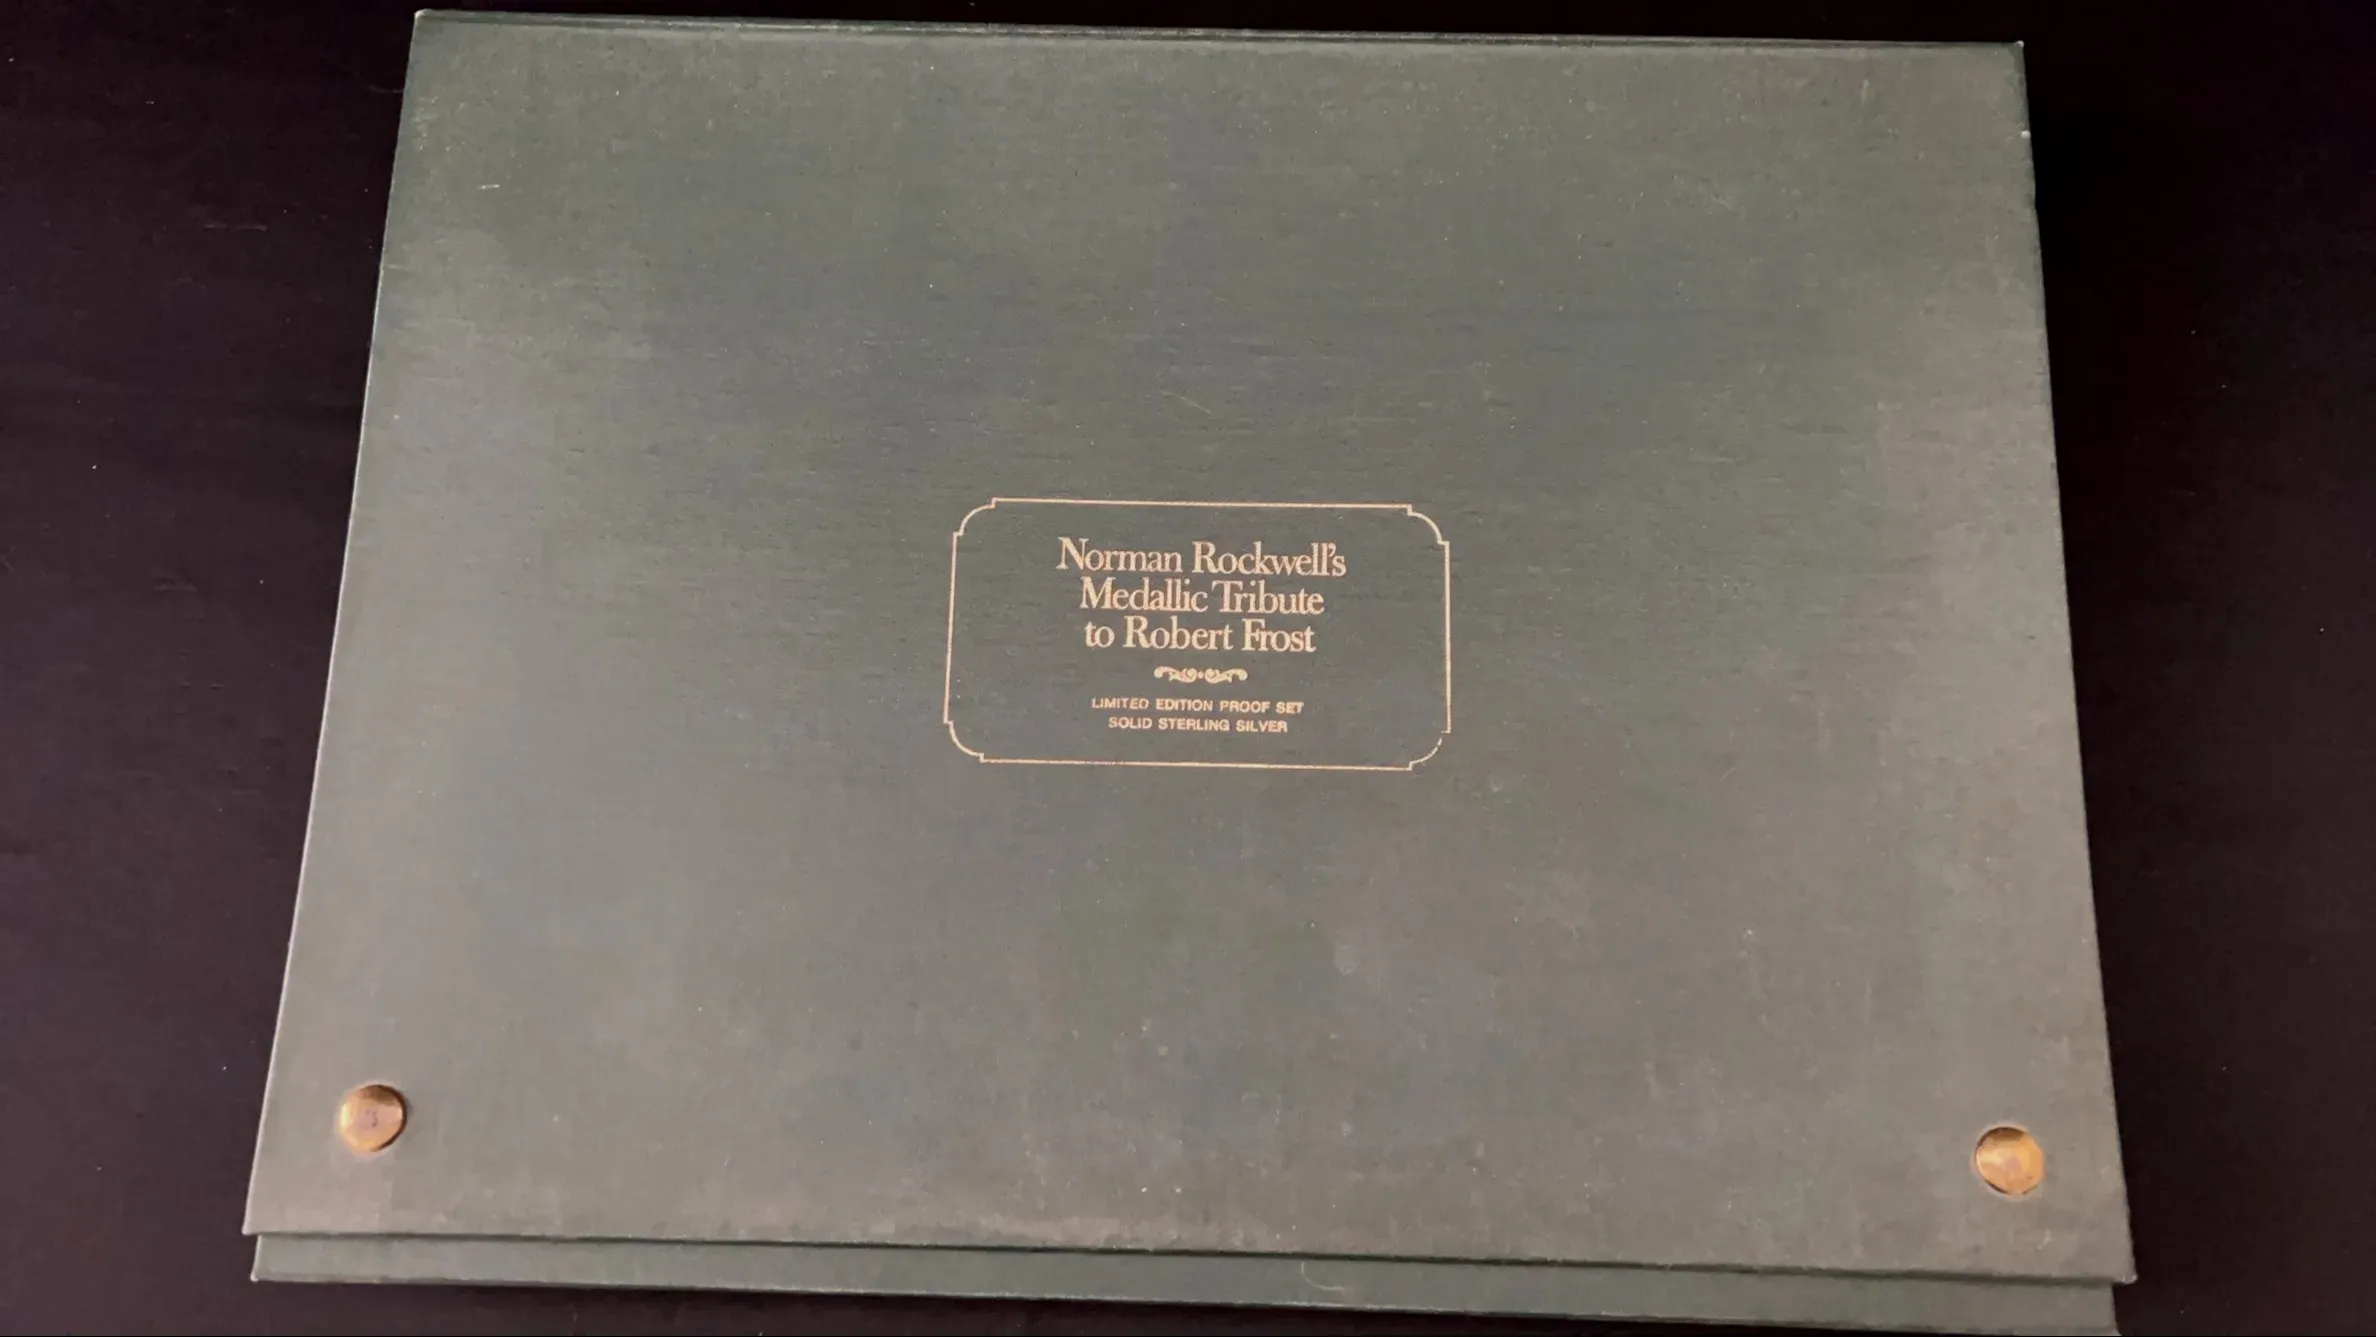 Norman Rockwell's
Medallic Tribute
to Robert Frost
LIMITED EDITION PROOF SET
SOLID STERLING SILVER